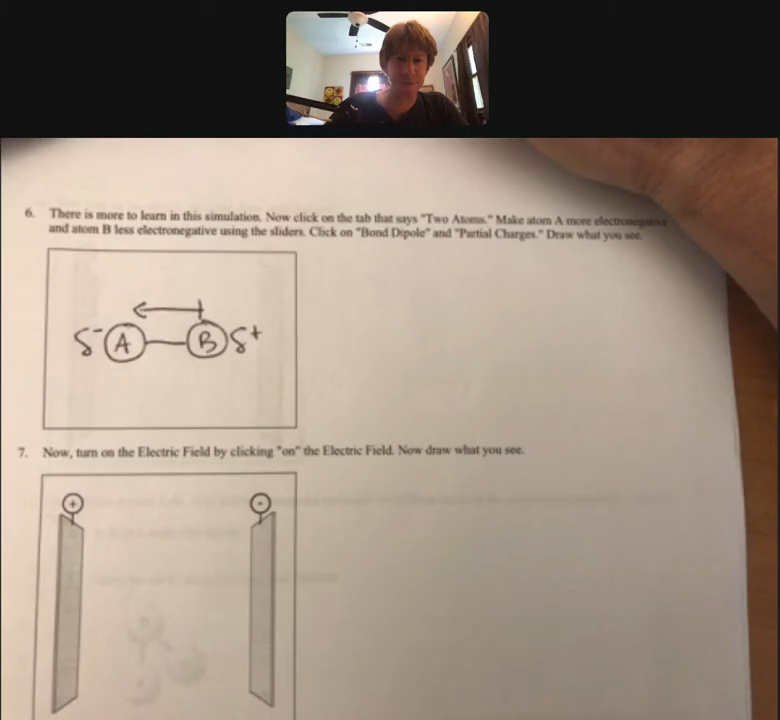 6. There is more to learn in this simulation. Now click on the tab that says "Two Atoms." Make atom A more electronegative
and atom B less electronegative using the sliders. Click on "Bond Dipole" and "Partial Charges." Draw what you see.
δ⁻ A B δ⁺
7. Now, turn on the Electric Field by clicking "on" the Electric Field. Now draw what you see.
+ -